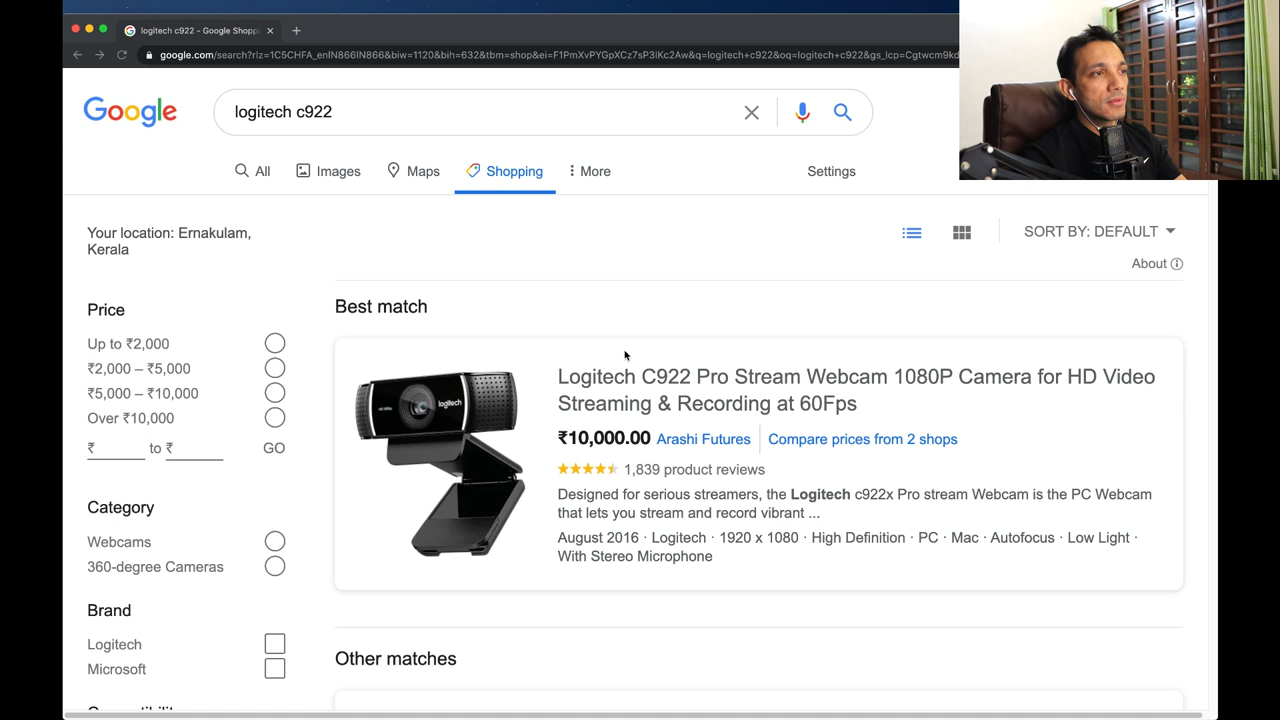 logitech c922 - Google Shopp
google.com/search?rlz=1C5CHFA_enIN866IN866&biw=1120&bih=632&tbm=shop&ei=F1PmXvPYGpXCz7sP3IKc2Aw&q=logitech+c922&oq=logitech+c922&gs_lcp=Cgtwcm9kd
Google
logitech c922
All
Images
Maps
Shopping
More
Settings
Your location: Ernakulam,
Kerala
SORT BY: DEFAULT
About
Price
Up to ₹2,000
₹2,000 – ₹5,000
₹5,000 – ₹10,000
Over ₹10,000
₹ to ₹ GO
Category
Webcams
360-degree Cameras
Brand
Logitech
Microsoft
Best match
logitech
Logitech C922 Pro Stream Webcam 1080P Camera for HD Video
Streaming & Recording at 60Fps
₹10,000.00 Arashi Futures Compare prices from 2 shops
1,839 product reviews
Designed for serious streamers, the Logitech c922x Pro stream Webcam is the PC Webcam
that lets you stream and record vibrant ...
August 2016 · Logitech · 1920 x 1080 · High Definition · PC · Mac · Autofocus · Low Light ·
With Stereo Microphone
Other matches